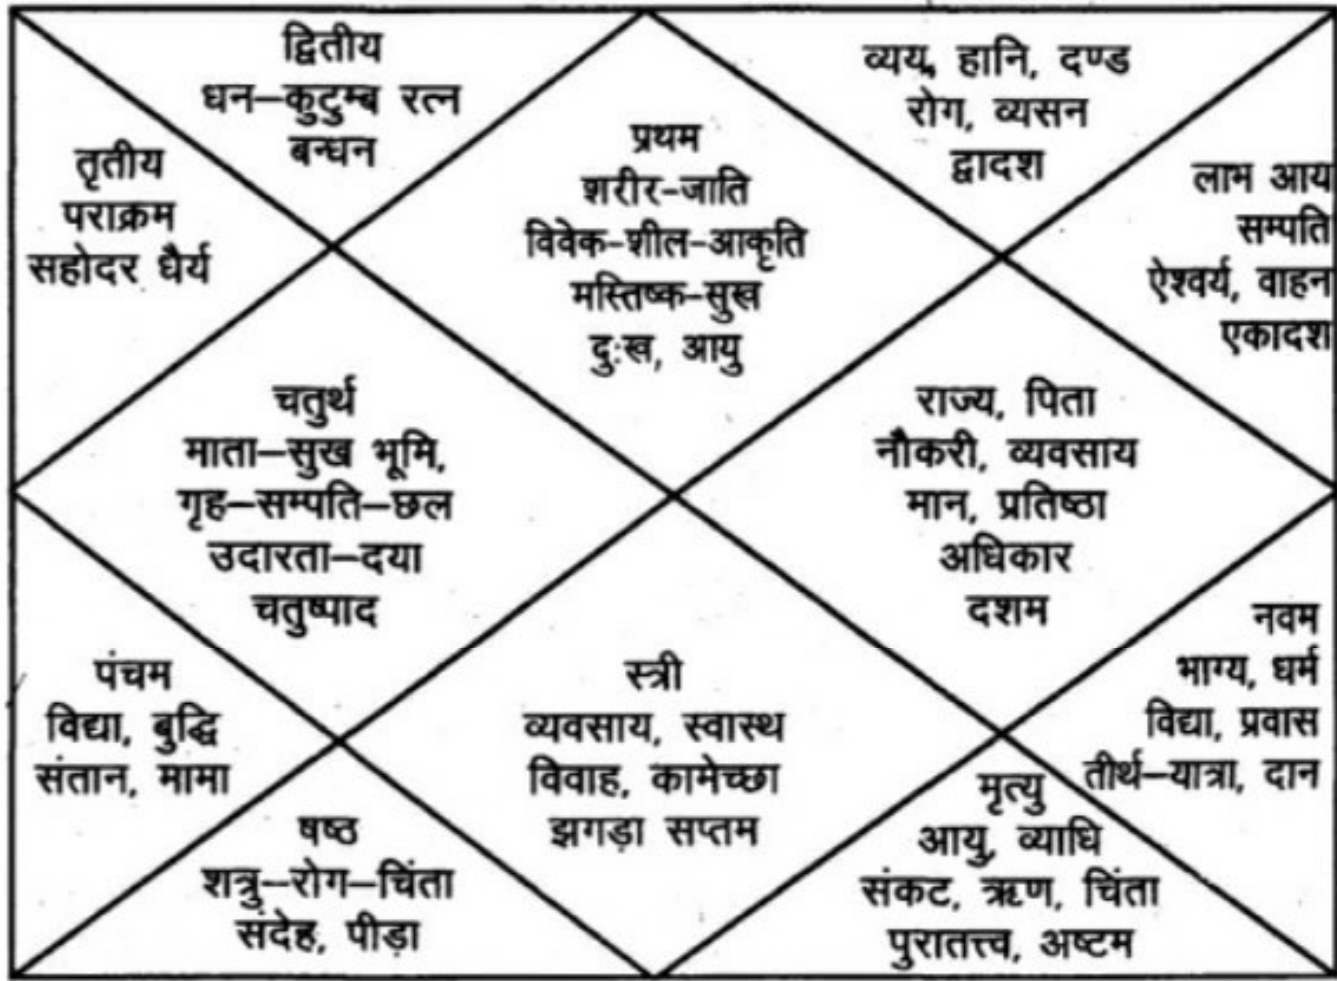 द्वितीय
धन–कुटुम्ब रत्न
बन्धन
व्यय, हानि, दण्ड
रोग, व्यसन
द्वादश
प्रथम
शरीर-जाति
विवेक-शील-आकृति
मस्तिष्क-सुख
दुःख, आयु
तृतीय
पराक्रम
सहोदर धैर्य
लाभ आय
सम्पति
ऐश्वर्य, वाहन
एकादश
चतुर्थ
माता–सुख भूमि,
गृह–सम्पति–छल
उदारता–दया
चतुष्पाद
राज्य, पिता
नौकरी, व्यवसाय
मान, प्रतिष्ठा
अधिकार
दशम
पंचम
विद्या, बुद्धि
संतान, मामा
स्त्री
व्यवसाय, स्वास्थ
विवाह, कामेच्छा
झगड़ा सप्तम
नवम
भाग्य, धर्म
विद्या, प्रवास
तीर्थ–यात्रा, दान
षष्ठ
शत्रु–रोग–चिंता
संदेह, पीड़ा
मृत्यु
आयु, व्याधि
संकट, ऋण, चिंता
पुरातत्त्व, अष्टम